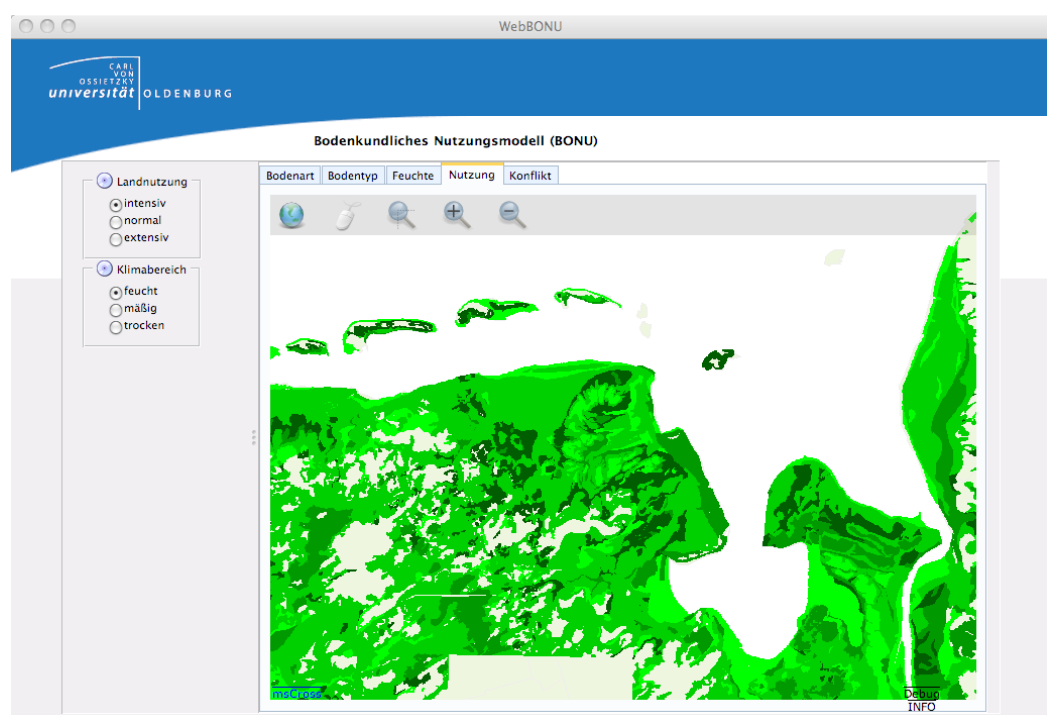 WebBONU
CARL
VON
OSSIETZKY
universität OLDENBURG
Bodenkundliches Nutzungsmodell (BONU)
Landnutzung
intensiv
normal
extensiv
Klimabereich
feucht
mäßig
trocken
Bodenart Bodentyp Feuchte Nutzung Konflikt
msCross
Debug
INFO